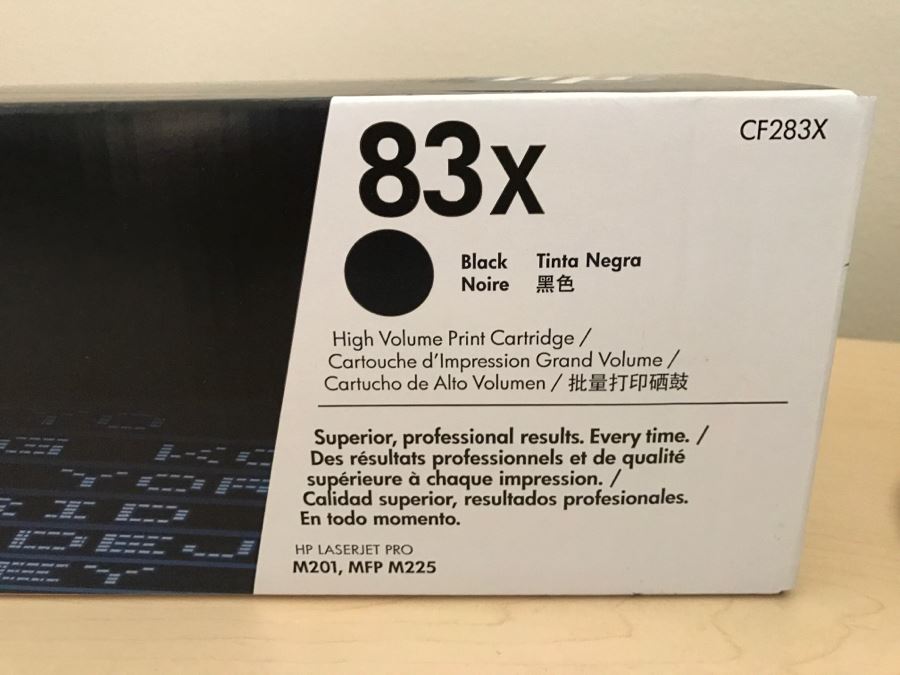 83X
CF283X
Black Tinta Negra
Noire 黑色
High Volume Print Cartridge /
Cartouche d'Impression Grand Volume /
Cartucho de Alto Volumen / 批量打印硒鼓
Superior, professional results. Every time. /
Des résultats professionnels et de qualité
supérieure à chaque impression. /
Calidad superior, resultados profesionales.
En todo momento.
HP LASERJET PRO
M201, MFP M225